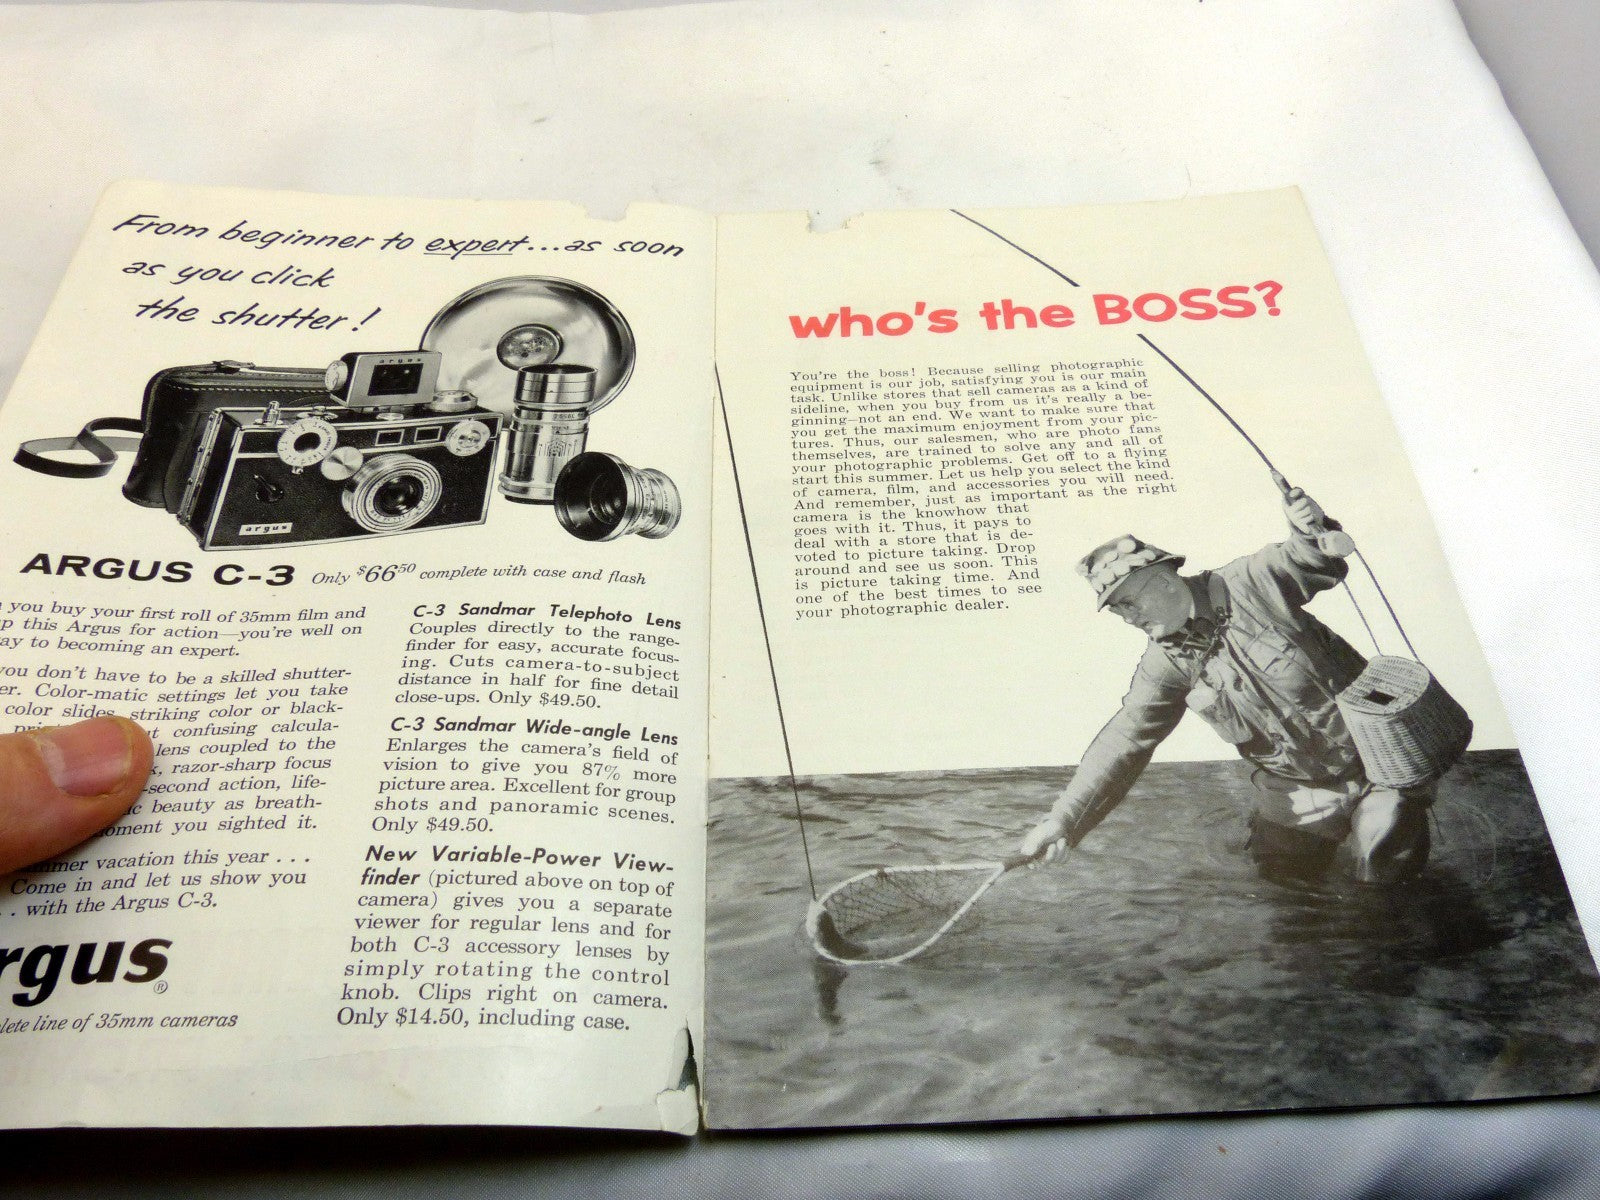 From beginner to expert...as soon
as you click
the shutter!
argus
argus
ARGUS C-3 Only $66.50 complete with case and flash
you buy your first roll of 35mm film and
this Argus for action—you're well on
to becoming an expert.
you don't have to be a skilled shutter-
Color-matic settings let you take
color slides, striking color or black-
confusing calcula-
lens coupled to the
razor-sharp focus
-second action, life-
beauty as breath-
moment you sighted it.
vacation this year . . .
Come in and let us show you
. . with the Argus C-3.
rgus®
line of 35mm cameras
C-3 Sandmar Telephoto Lens
Couples directly to the range-
finder for easy, accurate focus-
ing. Cuts camera-to-subject
distance in half for fine detail
close-ups. Only $49.50.
C-3 Sandmar Wide-angle Lens
Enlarges the camera's field of
vision to give you 87% more
picture area. Excellent for group
shots and panoramic scenes.
Only $49.50.
New Variable-Power View-
finder (pictured above on top of
camera) gives you a separate
viewer for regular lens and for
both C-3 accessory lenses by
simply rotating the control
knob. Clips right on camera.
Only $14.50, including case.
who's the BOSS?
You're the boss! Because selling photographic
equipment is our job, satisfying you is our main
task. Unlike stores that sell cameras as a kind of
sideline, when you buy from us it's really a be-
ginning—not an end. We want to make sure that
you get the maximum enjoyment from your pic-
tures. Thus, our salesmen, who are photo fans
themselves, are trained to solve any and all of
your photographic problems. Get off to a flying
start this summer. Let us help you select the kind
of camera, film, and accessories you will need.
And remember, just as important as the right
camera is the knowhow that
goes with it. Thus, it pays to
deal with a store that is de-
voted to picture taking. Drop
around and see us soon. This
is picture taking time. And
one of the best times to see
your photographic dealer.